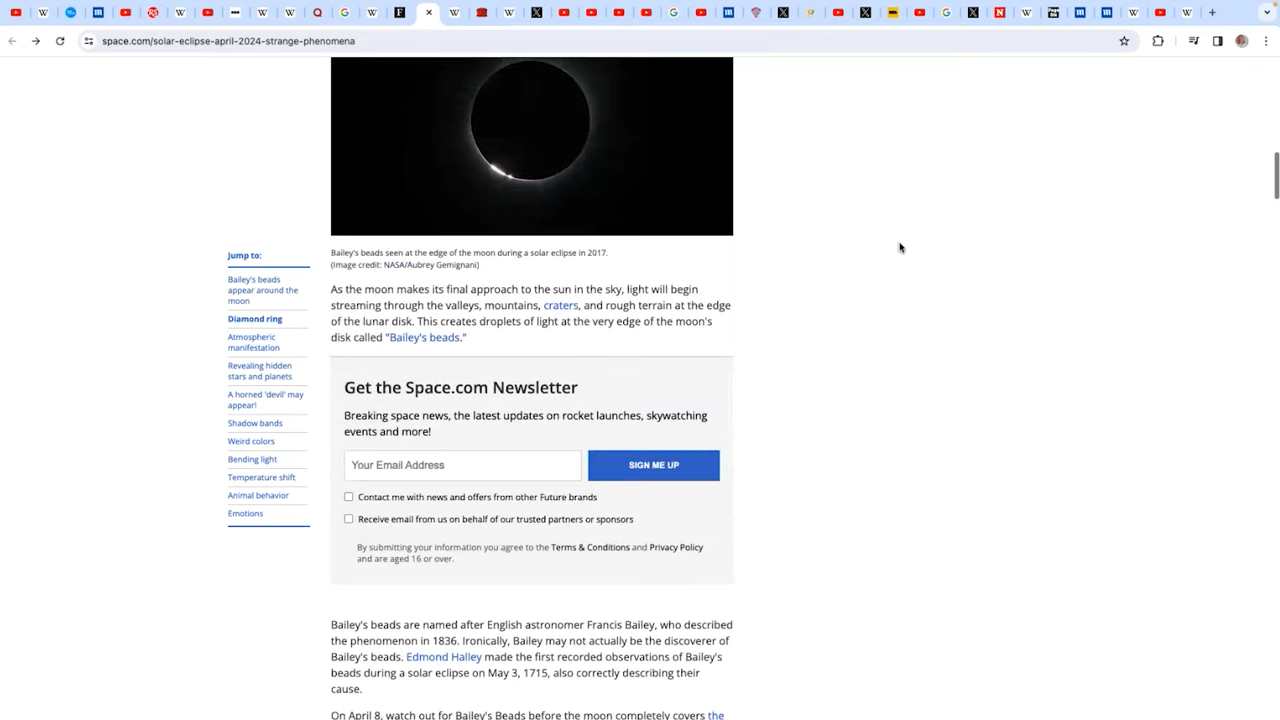 space.com/solar-eclipse-april-2024-strange-phenomena
Bailey's beads seen at the edge of the moon during a solar eclipse in 2017.
(Image credit: NASA/Aubrey Gemignani)
Jump to:
Bailey's beads
appear around the
moon
Diamond ring
Atmospheric
manifestation
Revealing hidden
stars and planets
A horned 'devil' may
appear!
Shadow bands
Weird colors
Bending light
Temperature shift
Animal behavior
Emotions
As the moon makes its final approach to the sun in the sky, light will begin
streaming through the valleys, mountains, craters, and rough terrain at the edge
of the lunar disk. This creates droplets of light at the very edge of the moon's
disk called "Bailey's beads."
Get the Space.com Newsletter
Breaking space news, the latest updates on rocket launches, skywatching
events and more!
Your Email Address
SIGN ME UP
Contact me with news and offers from other Future brands
Receive email from us on behalf of our trusted partners or sponsors
By submitting your information you agree to the Terms & Conditions and Privacy Policy
and are aged 16 or over.
Bailey's beads are named after English astronomer Francis Bailey, who described
the phenomenon in 1836. Ironically, Bailey may not actually be the discoverer of
Bailey's beads. Edmond Halley made the first recorded observations of Bailey's
beads during a solar eclipse on May 3, 1715, also correctly describing their
cause.
On April 8, watch out for Bailey's Beads before the moon completely covers the